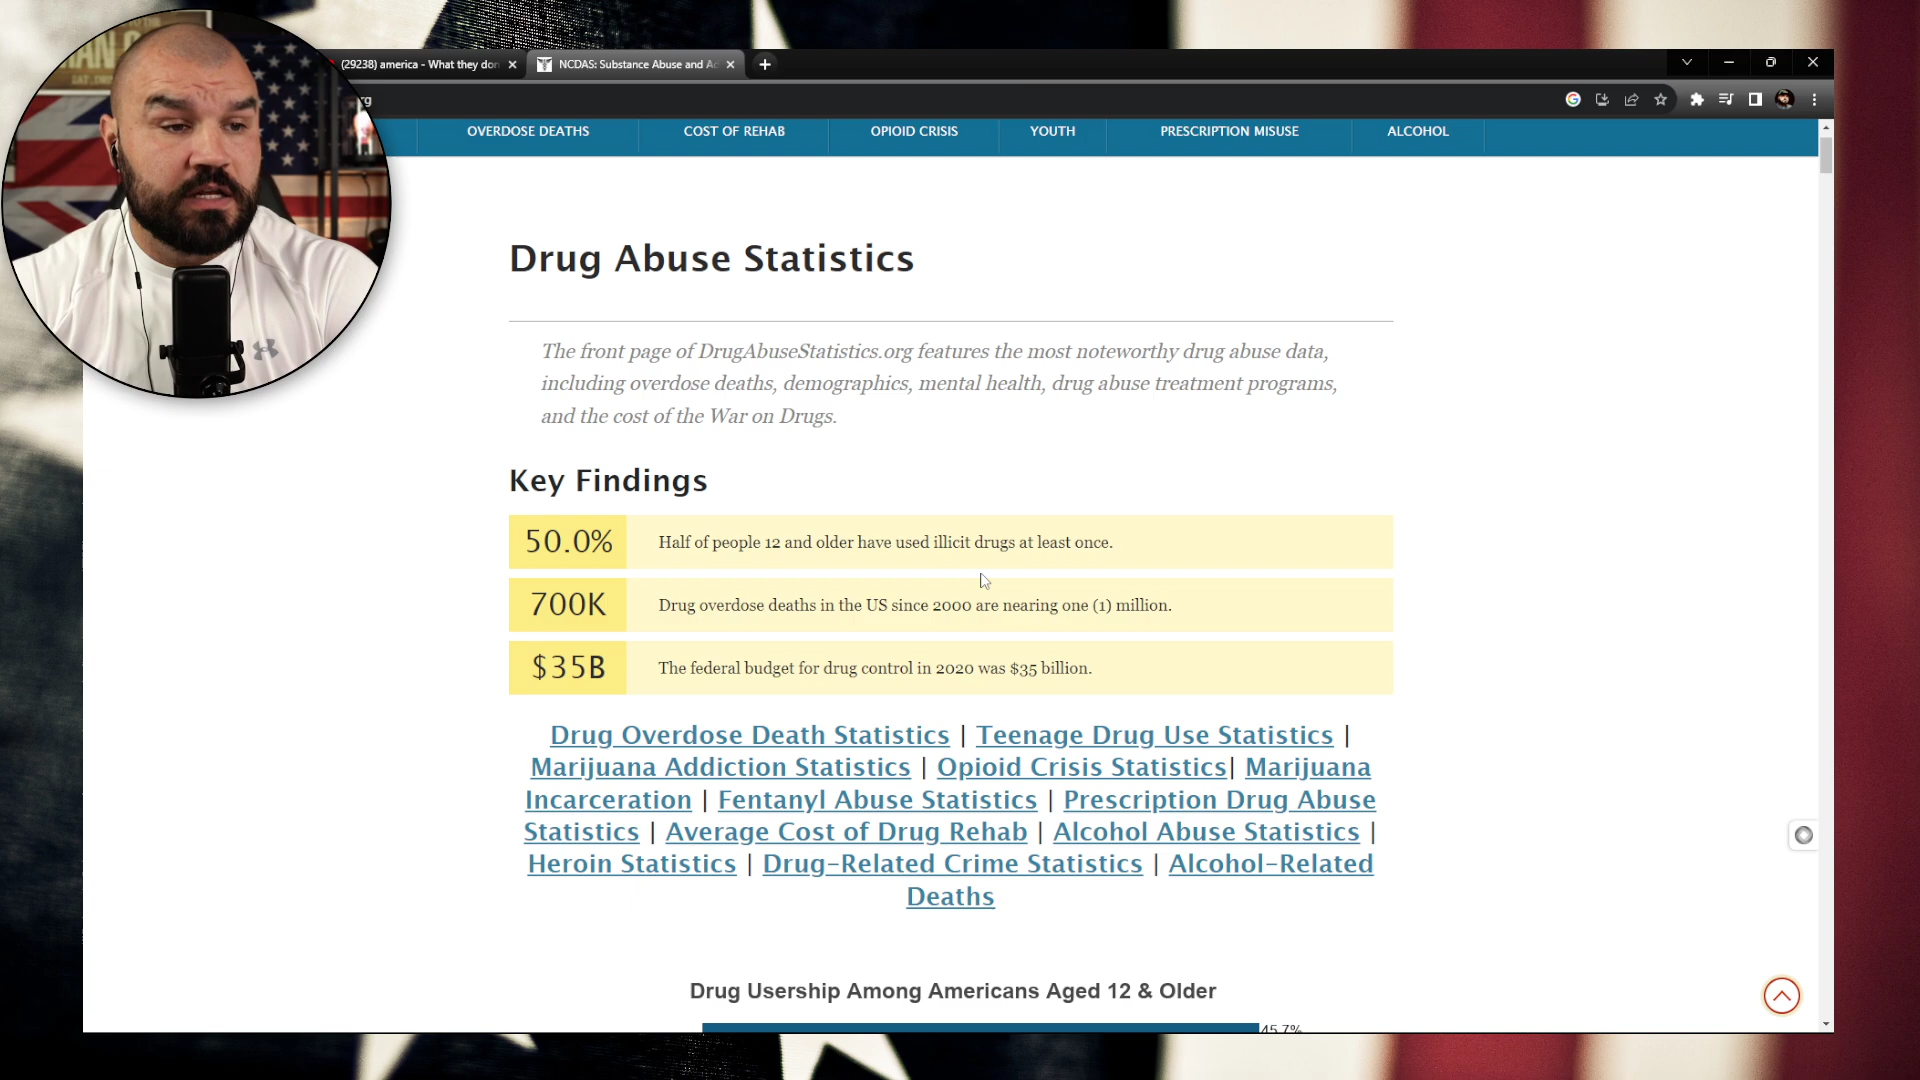 (29238) america - What they don
NCDAS: Substance Abuse and Ad
rg
OVERDOSE DEATHS
COST OF REHAB
OPIOID CRISIS
YOUTH
PRESCRIPTION MISUSE
ALCOHOL
Drug Abuse Statistics
The front page of DrugAbuseStatistics.org features the most noteworthy drug abuse data,
including overdose deaths, demographics, mental health, drug abuse treatment programs,
and the cost of the War on Drugs.
Key Findings
50.0% Half of people 12 and older have used illicit drugs at least once.
700K Drug overdose deaths in the US since 2000 are nearing one (1) million.
$35B The federal budget for drug control in 2020 was $35 billion.
Drug Overdose Death Statistics | Teenage Drug Use Statistics |
Marijuana Addiction Statistics | Opioid Crisis Statistics| Marijuana
Incarceration | Fentanyl Abuse Statistics | Prescription Drug Abuse
Statistics | Average Cost of Drug Rehab | Alcohol Abuse Statistics |
Heroin Statistics | Drug-Related Crime Statistics | Alcohol-Related
Deaths
Drug Usership Among Americans Aged 12 & Older
45.7%